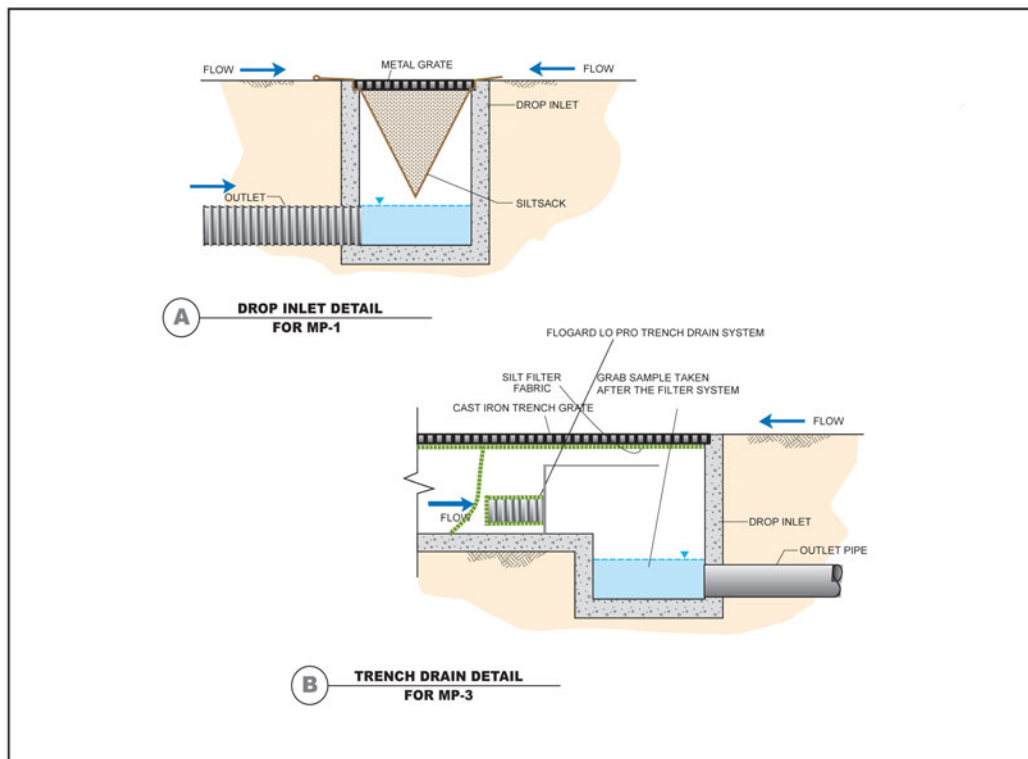 METAL GRATE
FLOW
FLOW
DROP INLET
OUTLET
SILTSACK
A
DROP INLET DETAIL
FOR MP-1
FLOGARD LO PRO TRENCH DRAIN SYSTEM
SILT FILTER
FABRIC
GRAB SAMPLE TAKEN
AFTER THE FILTER SYSTEM
CAST IRON TRENCH GRATE
FLOW
FLOW
DROP INLET
OUTLET PIPE
B
TRENCH DRAIN DETAIL
FOR MP-3